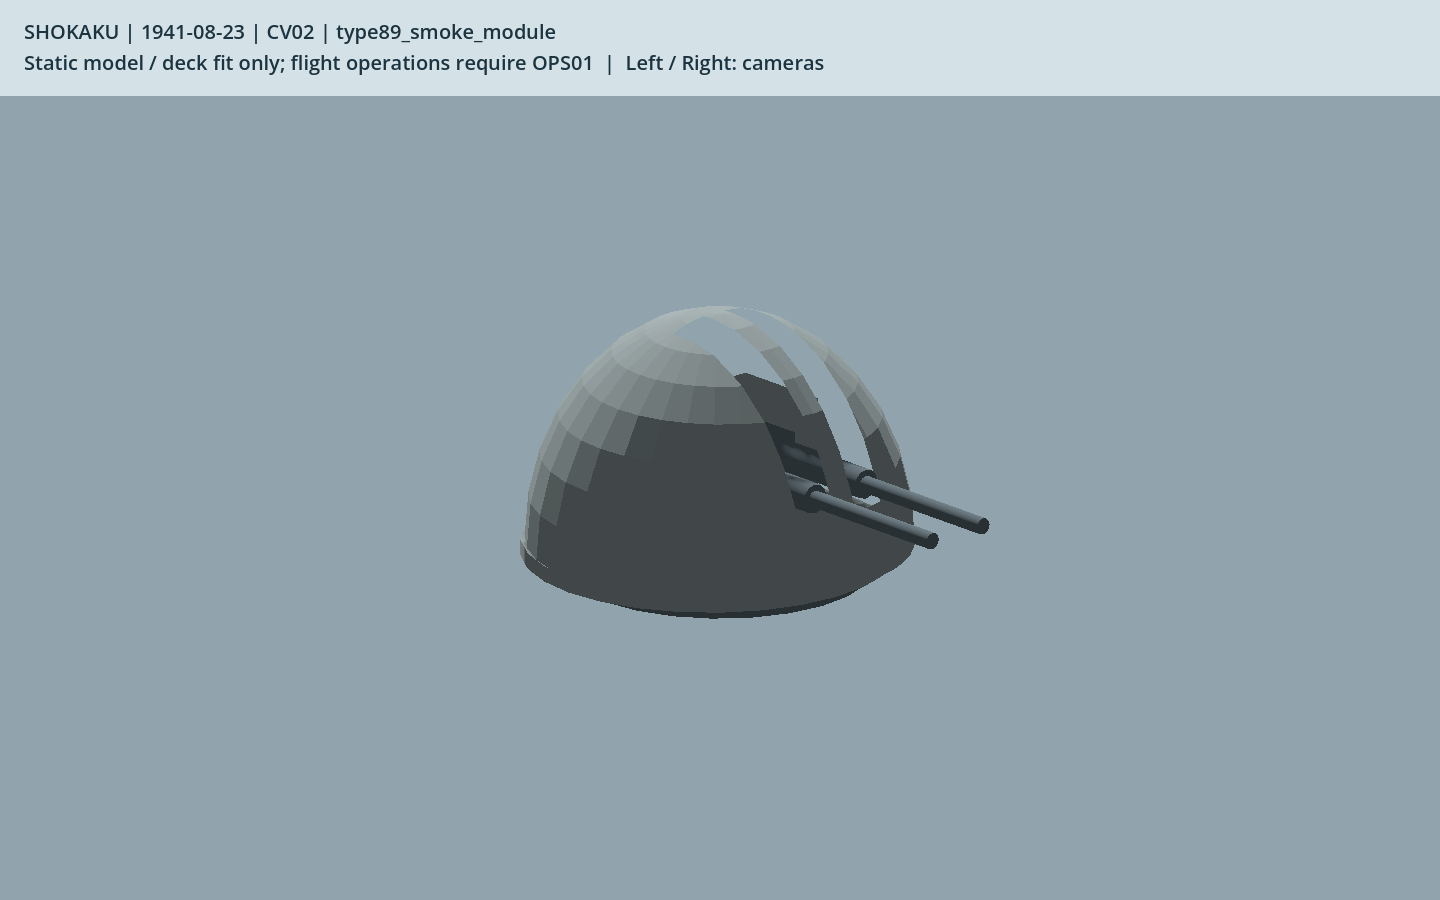 SHOKAKU | 1941-08-23 | CV02 | type89_smoke_module
Static model / deck fit only; flight operations require OPS01 | Left / Right: cameras